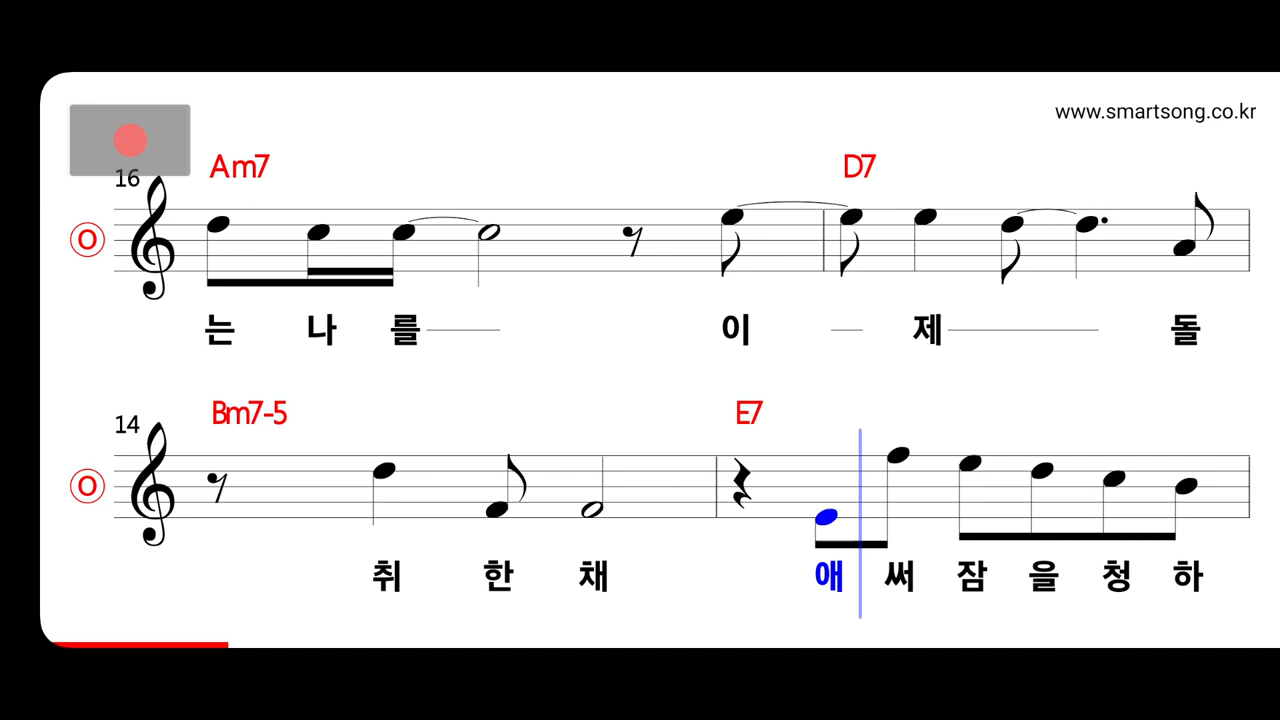 www.smartsong.co.kr
16
Am7 D7
O
는 나 를 이 제 돌
14
Bm7-5 E7
O
취 한 채 애 써 잠 을 청 하